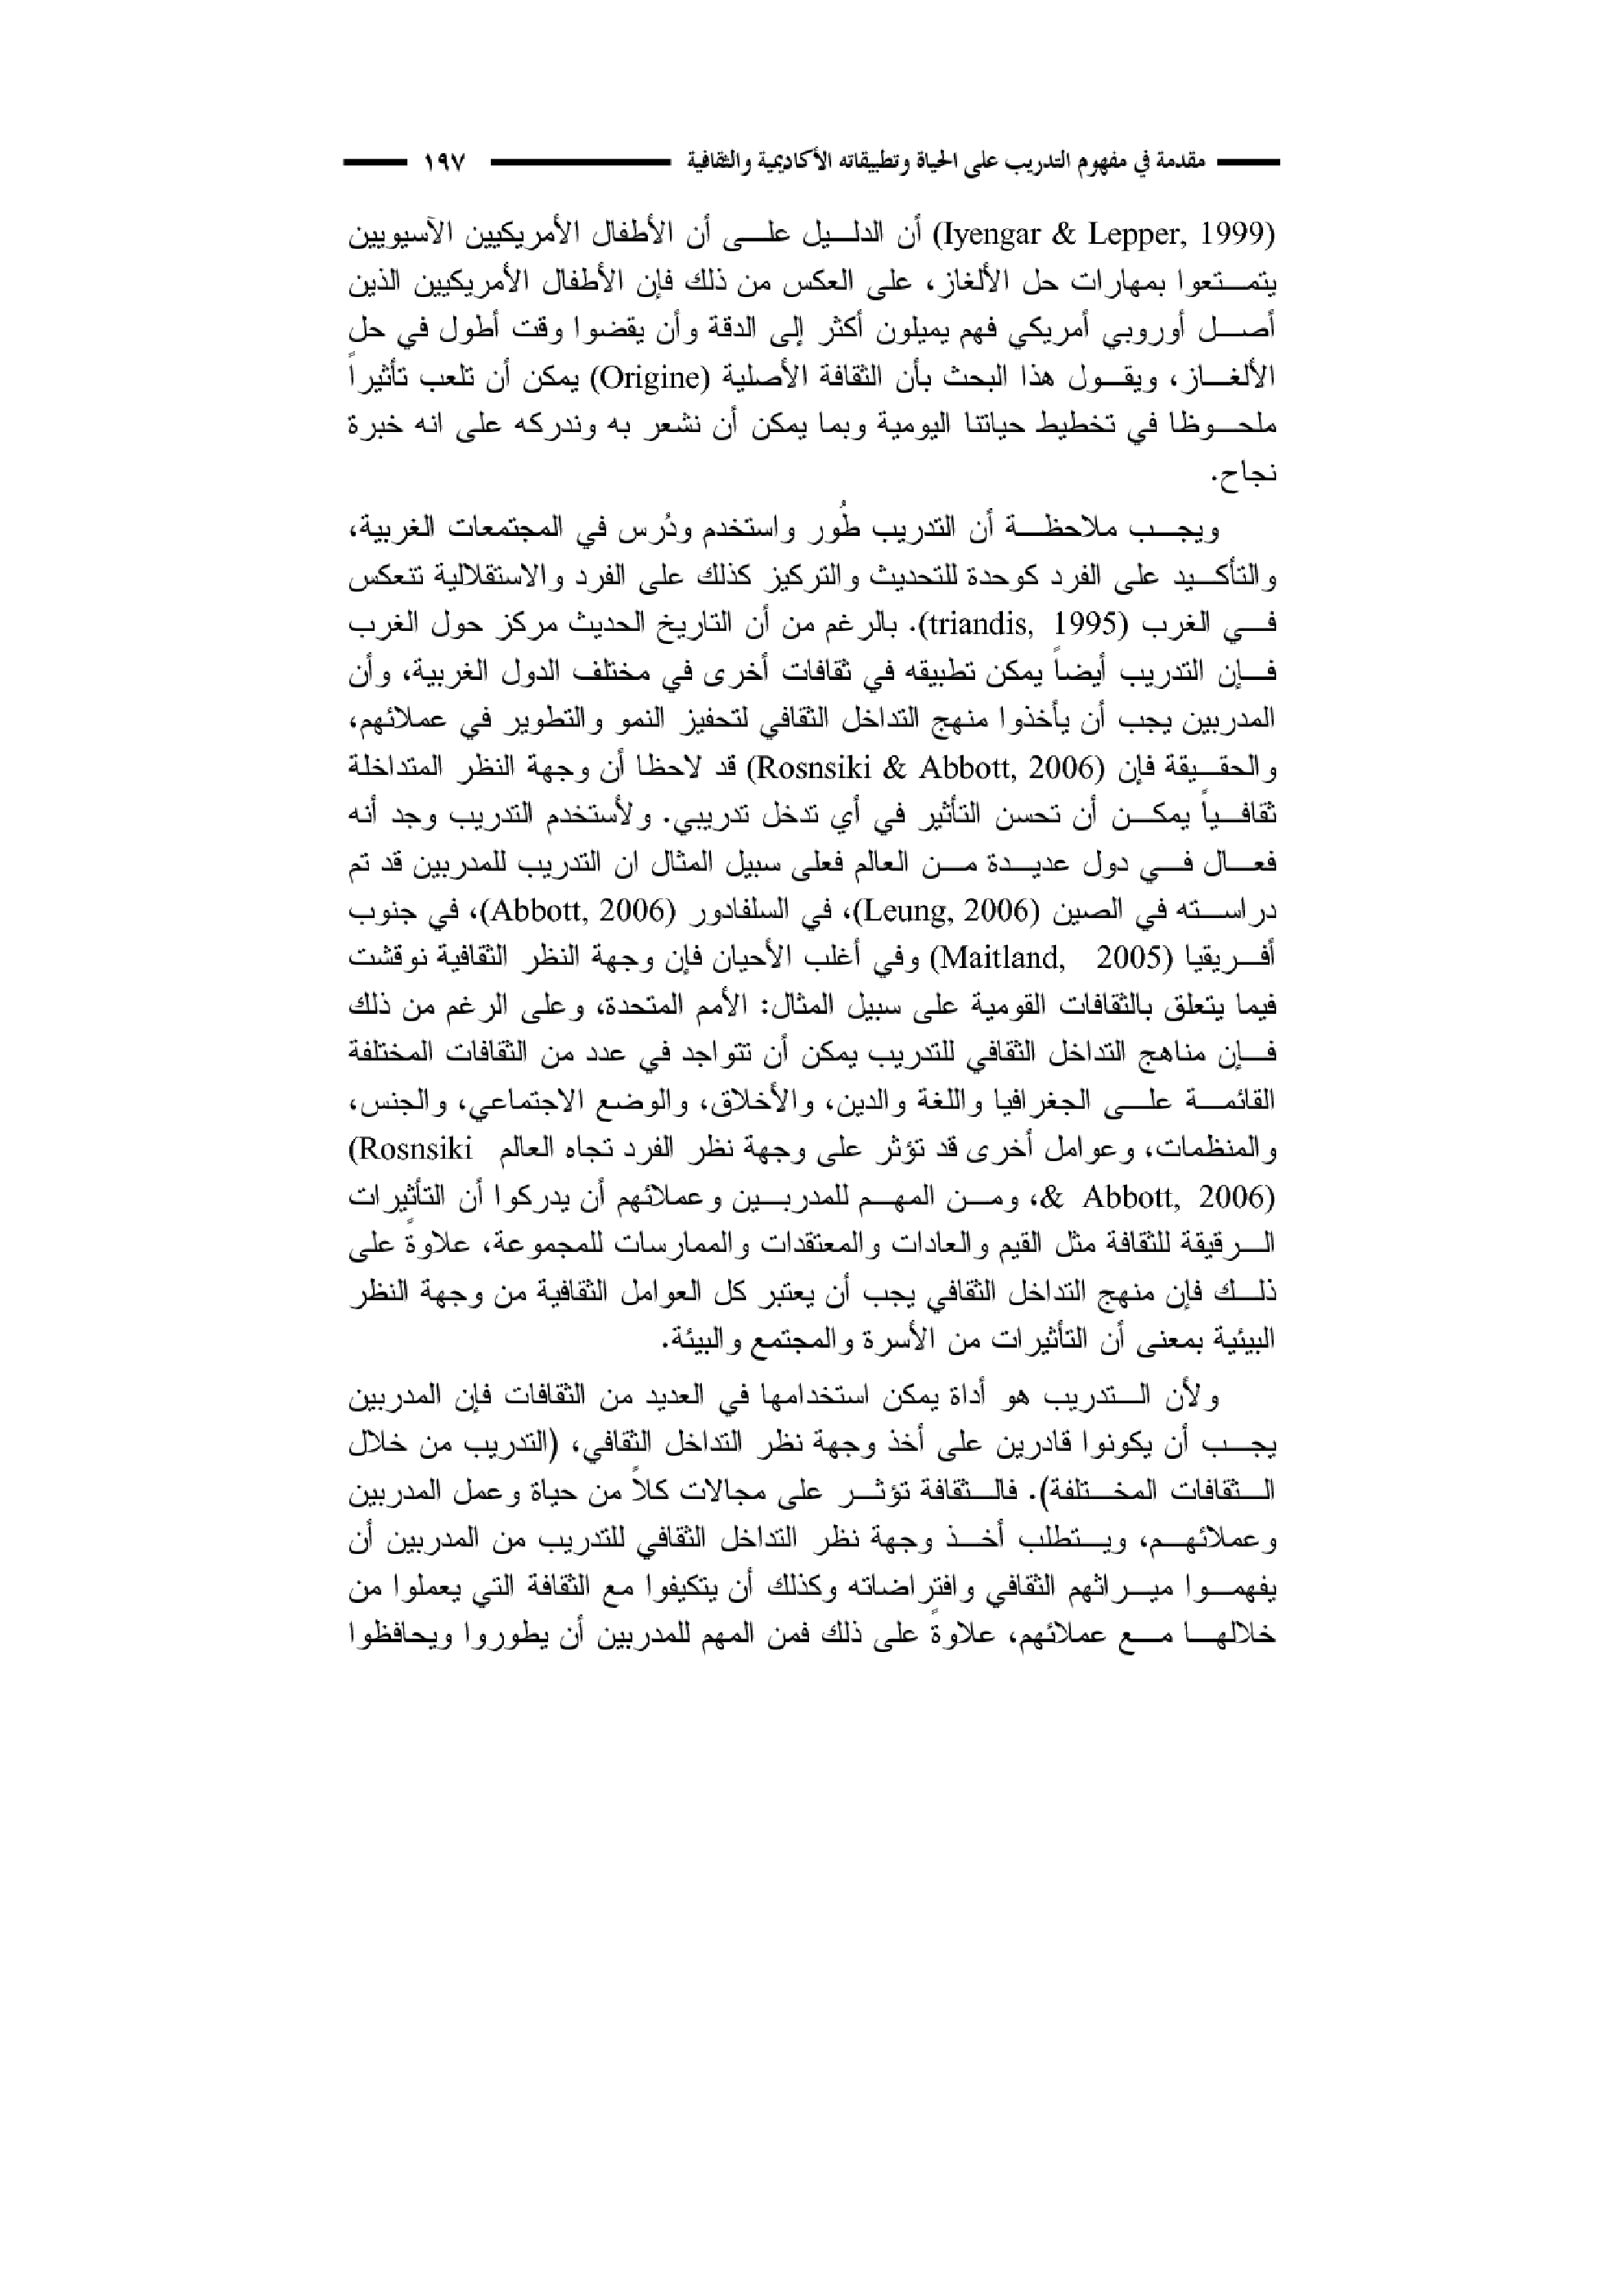 مقدمة في مفهوم التدريب على الحياة وتطبيقاته الأكاديمية والثقافية ١٩٧
(Iyengar & Lepper, 1999) أن الدليل على أن الأطفال الأمريكيين الآسيويين
يتمتعوا بمهارات حل الألغاز، على العكس من ذلك فإن الأطفال الأمريكيين الذين
أصل أوروبي أمريكي فهم يميلون أكثر إلى الدقة وأن يقضوا وقت أطول في حل
الألغاز، ويقول هذا البحث بأن الثقافة الأصلية (Origine) يمكن أن تلعب تأثيراً
ملحوظا في تخطيط حياتنا اليومية وبما يمكن أن نشعر به وندركه على انه خبرة
نجاح.
ويجب ملاحظة أن التدريب طُور واستخدم ودُرس في المجتمعات الغربية،
والتأكيد على الفرد كوحدة للتحديث والتركيز كذلك على الفرد والاستقلالية تنعكس
في الغرب (triandis, 1995). بالرغم من أن التاريخ الحديث مركز حول الغرب
فإن التدريب أيضاً يمكن تطبيقه في ثقافات أخرى في مختلف الدول الغربية، وأن
المدربين يجب أن يأخذوا منهج التداخل الثقافي لتحفيز النمو والتطوير في عملائهم،
والحقيقة فإن (Rosnsiki & Abbott, 2006) قد لاحظا أن وجهة النظر المتداخلة
ثقافياً يمكن أن تحسن التأثير في أي تدخل تدريبي. ولأستخدم التدريب وجد أنه
فعال في دول عديدة من العالم فعلى سبيل المثال ان التدريب للمدربين قد تم
دراسته في الصين (Leung, 2006)، في السلفادور (Abbott, 2006)، في جنوب
أفريقيا (Maitland, 2005) وفي أغلب الأحيان فإن وجهة النظر الثقافية نوقشت
فيما يتعلق بالثقافات القومية على سبيل المثال: الأمم المتحدة، وعلى الرغم من ذلك
فإن مناهج التداخل الثقافي للتدريب يمكن أن تتواجد في عدد من الثقافات المختلفة
القائمة على الجغرافيا واللغة والدين، والأخلاق، والوضع الاجتماعي، والجنس،
والمنظمات، وعوامل أخرى قد تؤثر على وجهة نظر الفرد تجاه العالم (Rosnsiki
& Abbott, 2006)، ومن المهم للمدربين وعملائهم أن يدركوا أن التأثيرات
الرقيقة للثقافة مثل القيم والعادات والمعتقدات والممارسات للمجموعة، علاوةً على
ذلك فإن منهج التداخل الثقافي يجب أن يعتبر كل العوامل الثقافية من وجهة النظر
البيئية بمعنى أن التأثيرات من الأسرة والمجتمع والبيئة.
ولأن التدريب هو أداة يمكن استخدامها في العديد من الثقافات فإن المدربين
يجب أن يكونوا قادرين على أخذ وجهة نظر التداخل الثقافي، (التدريب من خلال
الثقافات المختلفة). فالثقافة تؤثر على مجالات كلاً من حياة وعمل المدربين
وعملائهم، ويتطلب أخذ وجهة نظر التداخل الثقافي للتدريب من المدربين أن
يفهموا ميراثهم الثقافي وافتراضاته وكذلك أن يتكيفوا مع الثقافة التي يعملوا من
خلالها مع عملائهم، علاوةً على ذلك فمن المهم للمدربين أن يطوروا ويحافظوا